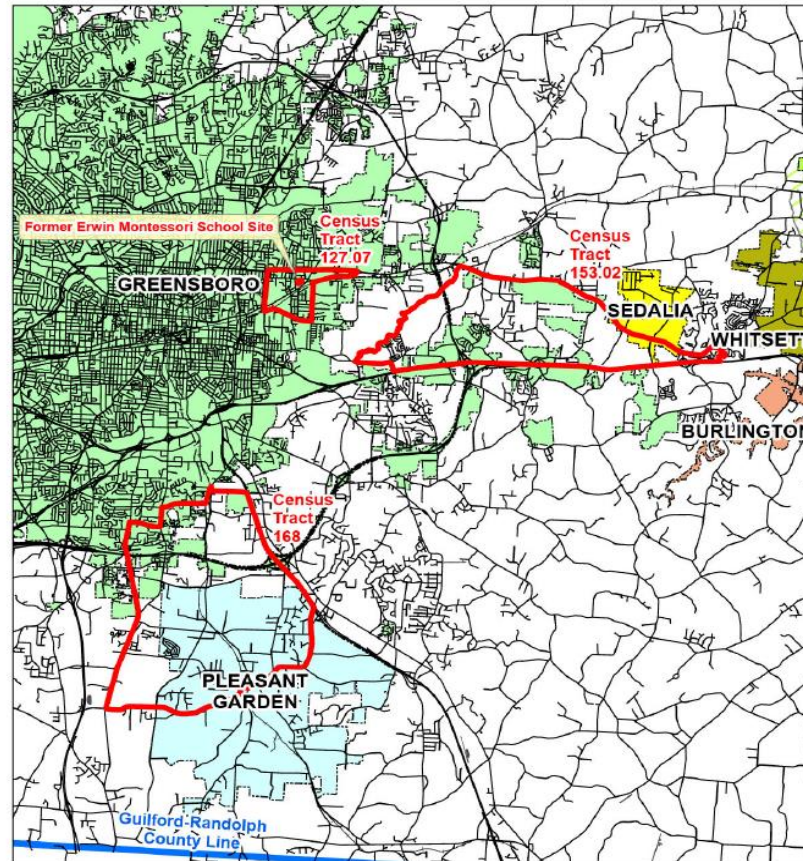 Former Erwin Montessori School Site
Census
Tract
127.07
GREENSBORO
Census
Tract
153.02
SEDALIA
WHITSET
BURLINGTON
Census
Tract
168
PLEASANT
GARDEN
Guilford-Randolph
County Line